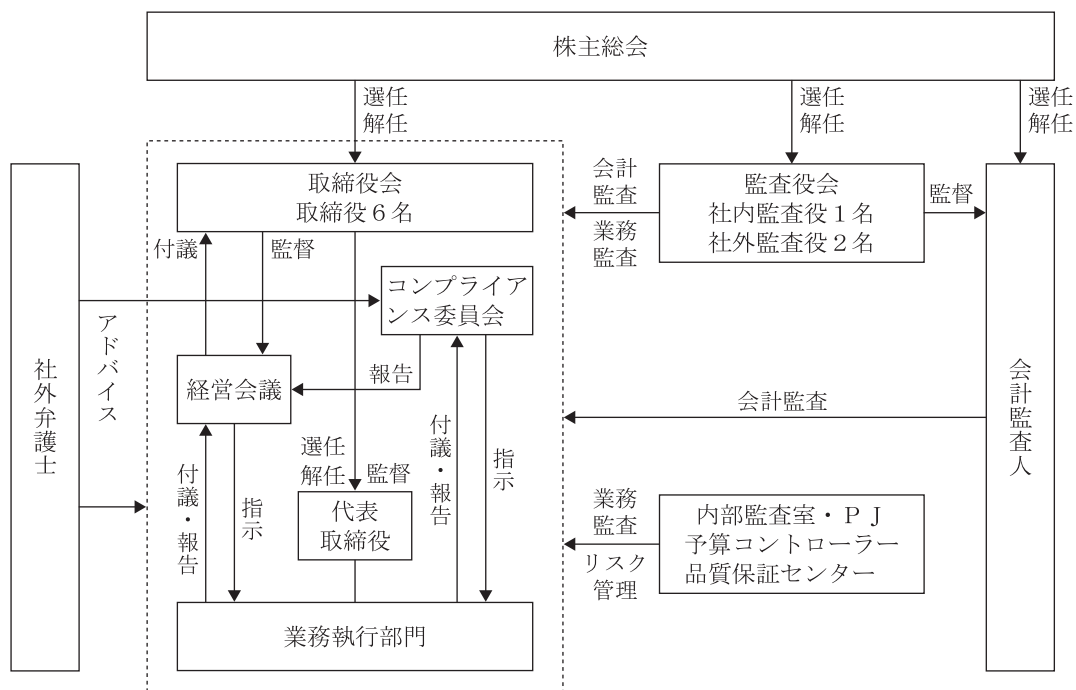 株主総会
選任
解任
選任
解任
選任
解任
取締役会
取締役６名
会計
監査
業務
監査
監査役会
社内監査役１名
社外監査役２名
監督
付議
監督
コンプライア
ンス委員会
アドバイス
社外弁護士
経営会議
報告
会計監査
会計監査人
付議・報告
指示
選任
解任
監督
付議・報告
指示
代表
取締役
業務
監査
リスク
管理
内部監査室・ＰＪ
予算コントローラー
品質保証センター
業務執行部門